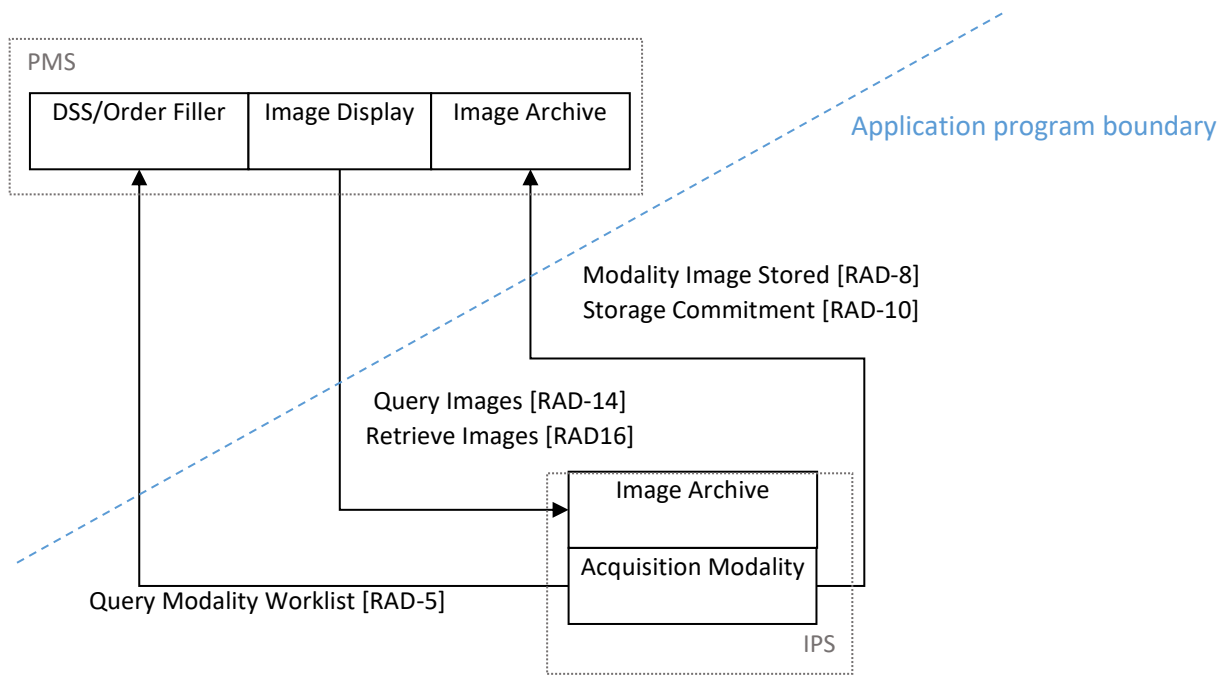 PMS
DSS/Order Filler
Image Display
Image Archive
Application program boundary
Modality Image Stored [RAD-8]
Storage Commitment [RAD-10]
Query Images [RAD-14]
Retrieve Images [RAD16]
Image Archive
Acquisition Modality
Query Modality Worklist [RAD-5]
IPS